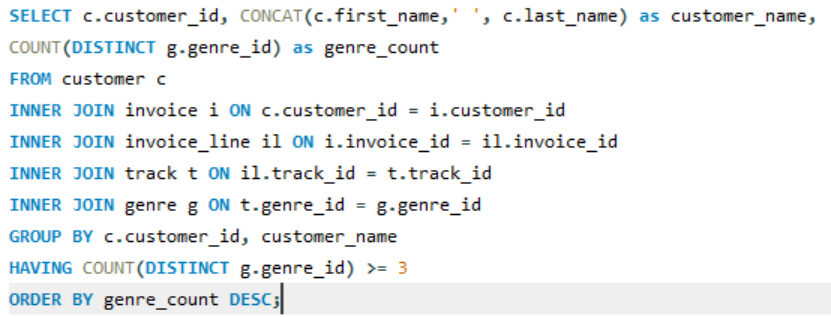 SELECT c.customer_id, CONCAT(c.first_name,' ', c.last_name) as customer_name,
COUNT(DISTINCT g.genre_id) as genre_count
FROM customer c
INNER JOIN invoice i ON c.customer_id = i.customer_id
INNER JOIN invoice_line il ON i.invoice_id = il.invoice_id
INNER JOIN track t ON il.track_id = t.track_id
INNER JOIN genre g ON t.genre_id = g.genre_id
GROUP BY c.customer_id, customer_name
HAVING COUNT(DISTINCT g.genre_id) >= 3
ORDER BY genre_count DESC;